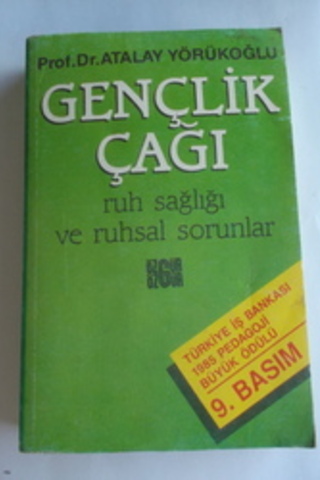 Prof.Dr.ATALAY YÖRÜKOĞLU
GENÇLİK
ÇAĞI
ruh sağlığı
ve ruhsal sorunlar
ÖZGÜR
TÜRKİYE İŞ BANKASI
1985 PEDAGOJİ
BÜYÜK ÖDÜLÜ
9. BASIM